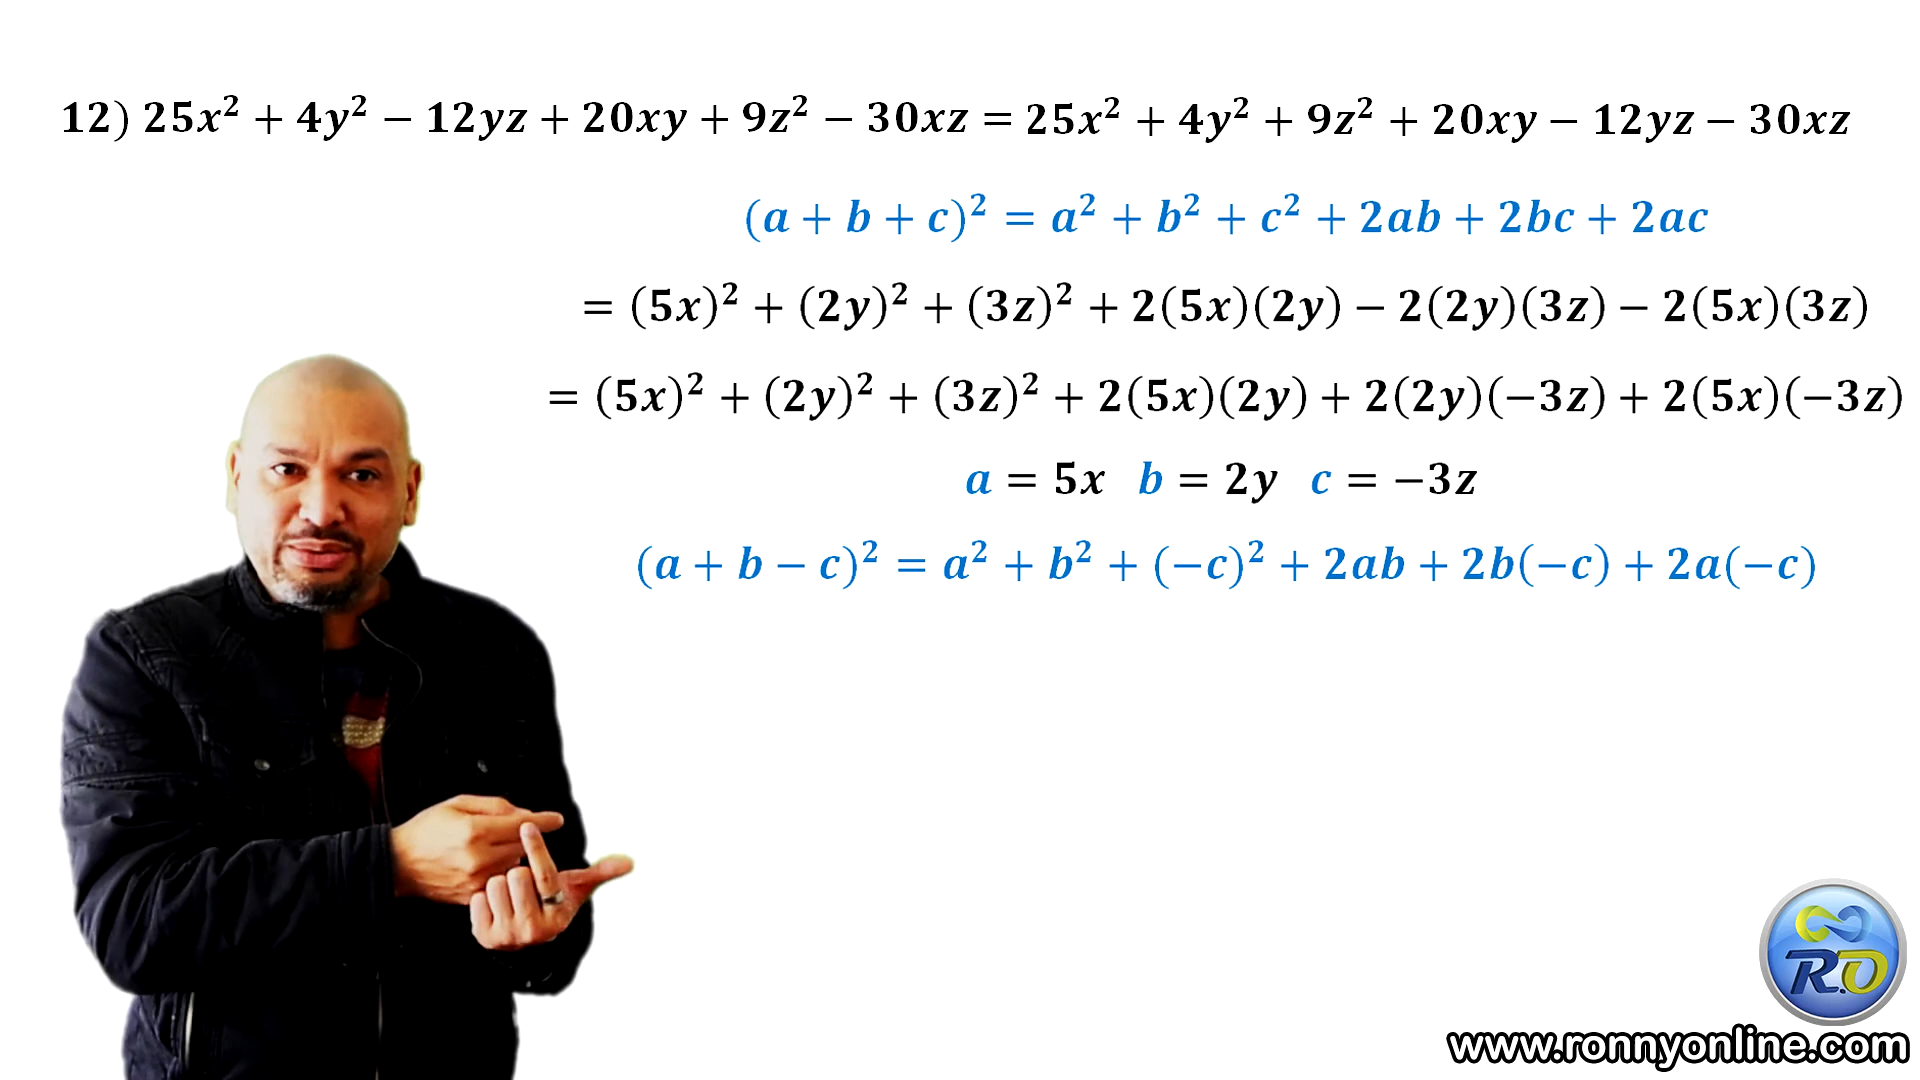 12) 25x² + 4y² − 12yz + 20xy + 9z² − 30xz = 25x² + 4y² + 9z² + 20xy − 12yz − 30xz
(a + b + c)² = a² + b² + c² + 2ab + 2bc + 2ac
= (5x)² + (2y)² + (3z)² + 2(5x)(2y) − 2(2y)(3z) − 2(5x)(3z)
= (5x)² + (2y)² + (3z)² + 2(5x)(2y) + 2(2y)(−3z) + 2(5x)(−3z)
a = 5x b = 2y c = −3z
(a + b − c)² = a² + b² + (−c)² + 2ab + 2b(−c) + 2a(−c)
R.O
www.ronnyonline.com